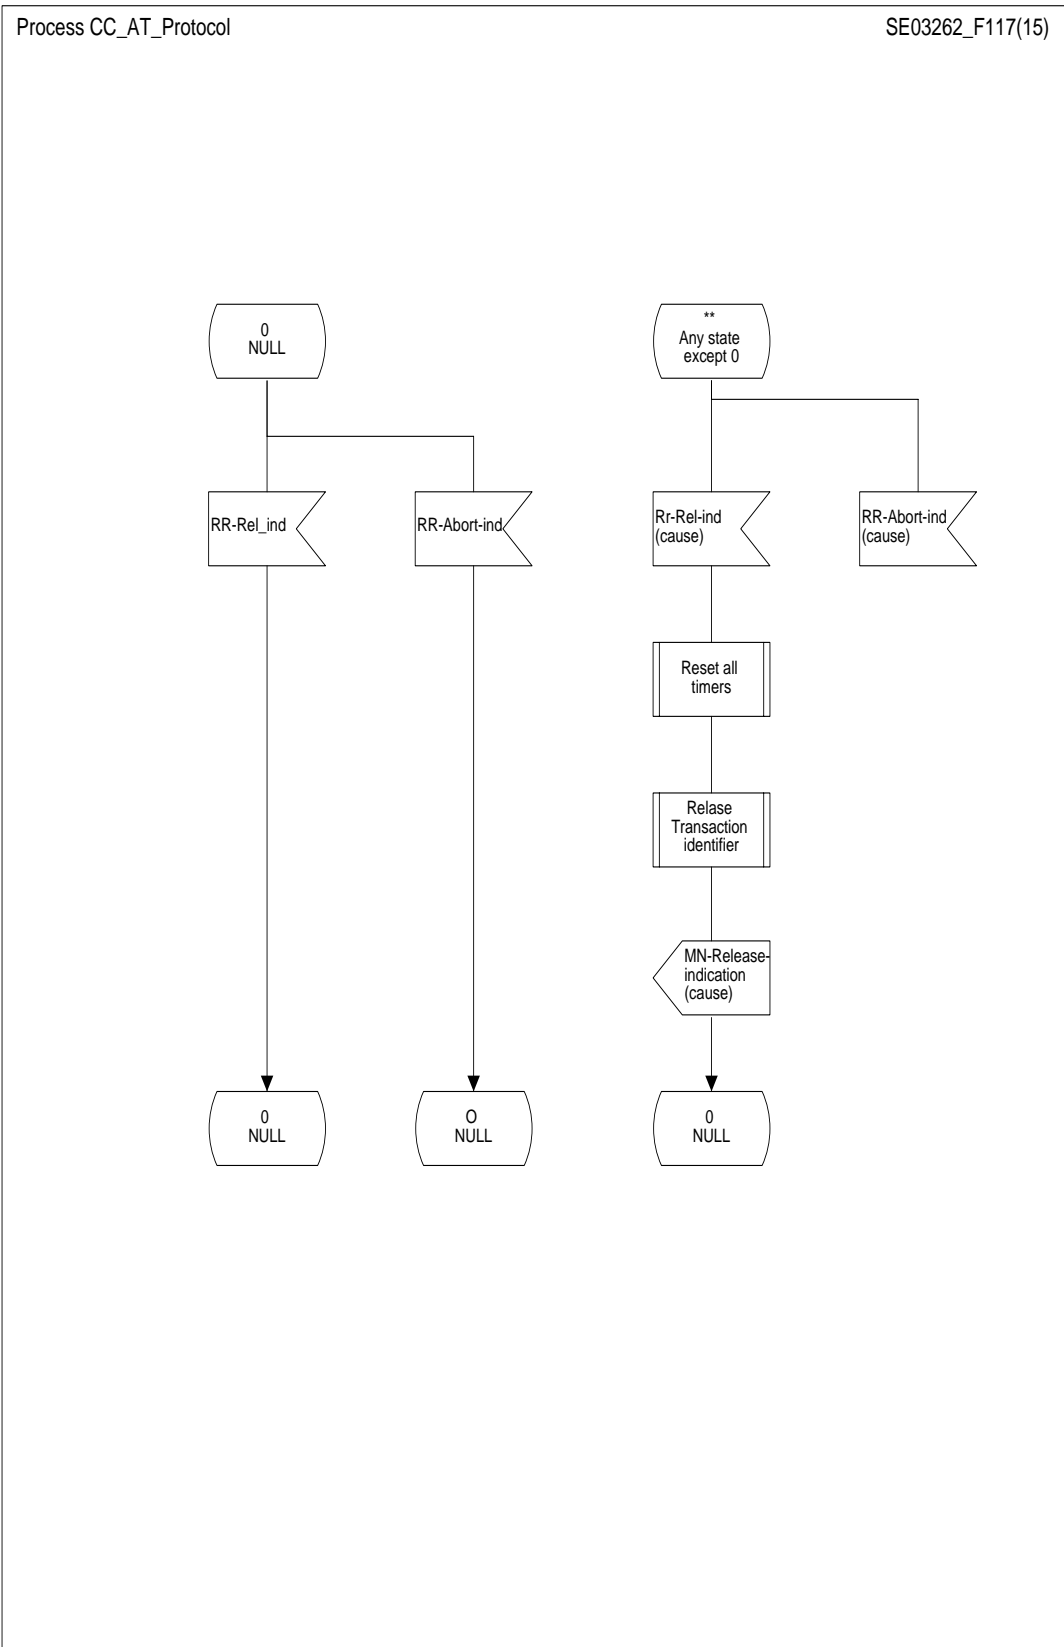 Process CC_AT_Protocol
SE03262_F117(15)
0
NULL
**
Any state
except 0
RR-Rel_ind
RR-Abort-ind
Rr-Rel-ind
(cause)
RR-Abort-ind
(cause)
Reset all
timers
Relase
Transaction
identifier
MN-Release-
indication
(cause)
0
NULL
O
NULL
0
NULL